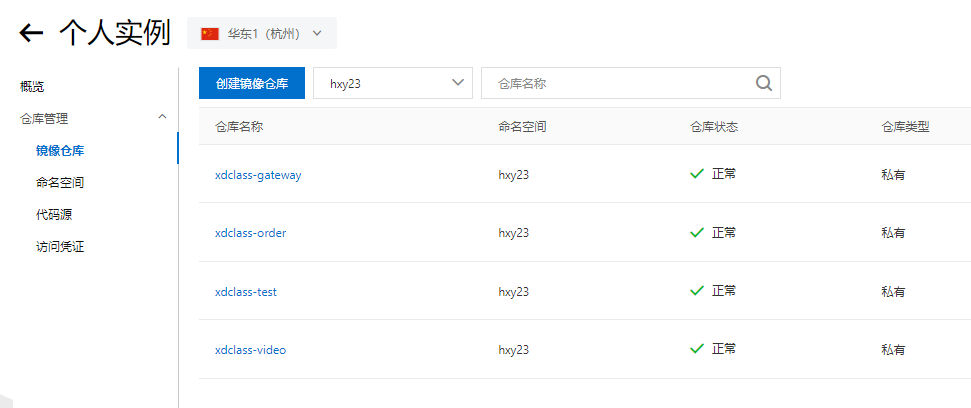 个人实例 华东1（杭州）
概览
仓库管理
镜像仓库
命名空间
代码源
访问凭证
创建镜像仓库 hxy23 仓库名称
仓库名称 命名空间 仓库状态 仓库类型
xdclass-gateway hxy23 正常 私有
xdclass-order hxy23 正常 私有
xdclass-test hxy23 正常 私有
xdclass-video hxy23 正常 私有